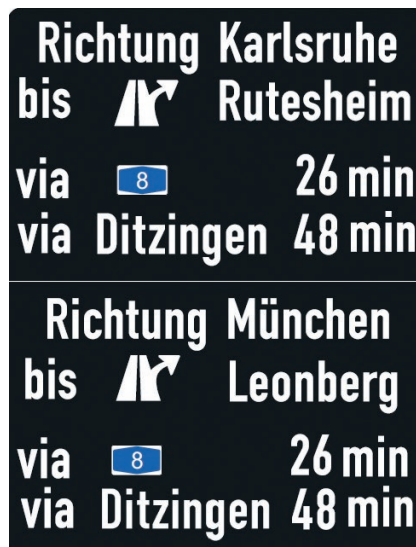 Richtung Karlsruhe
bis Rutesheim
via 8 26 min
via Ditzingen 48 min
Richtung München
bis Leonberg
via 8 26 min
via Ditzingen 48 min